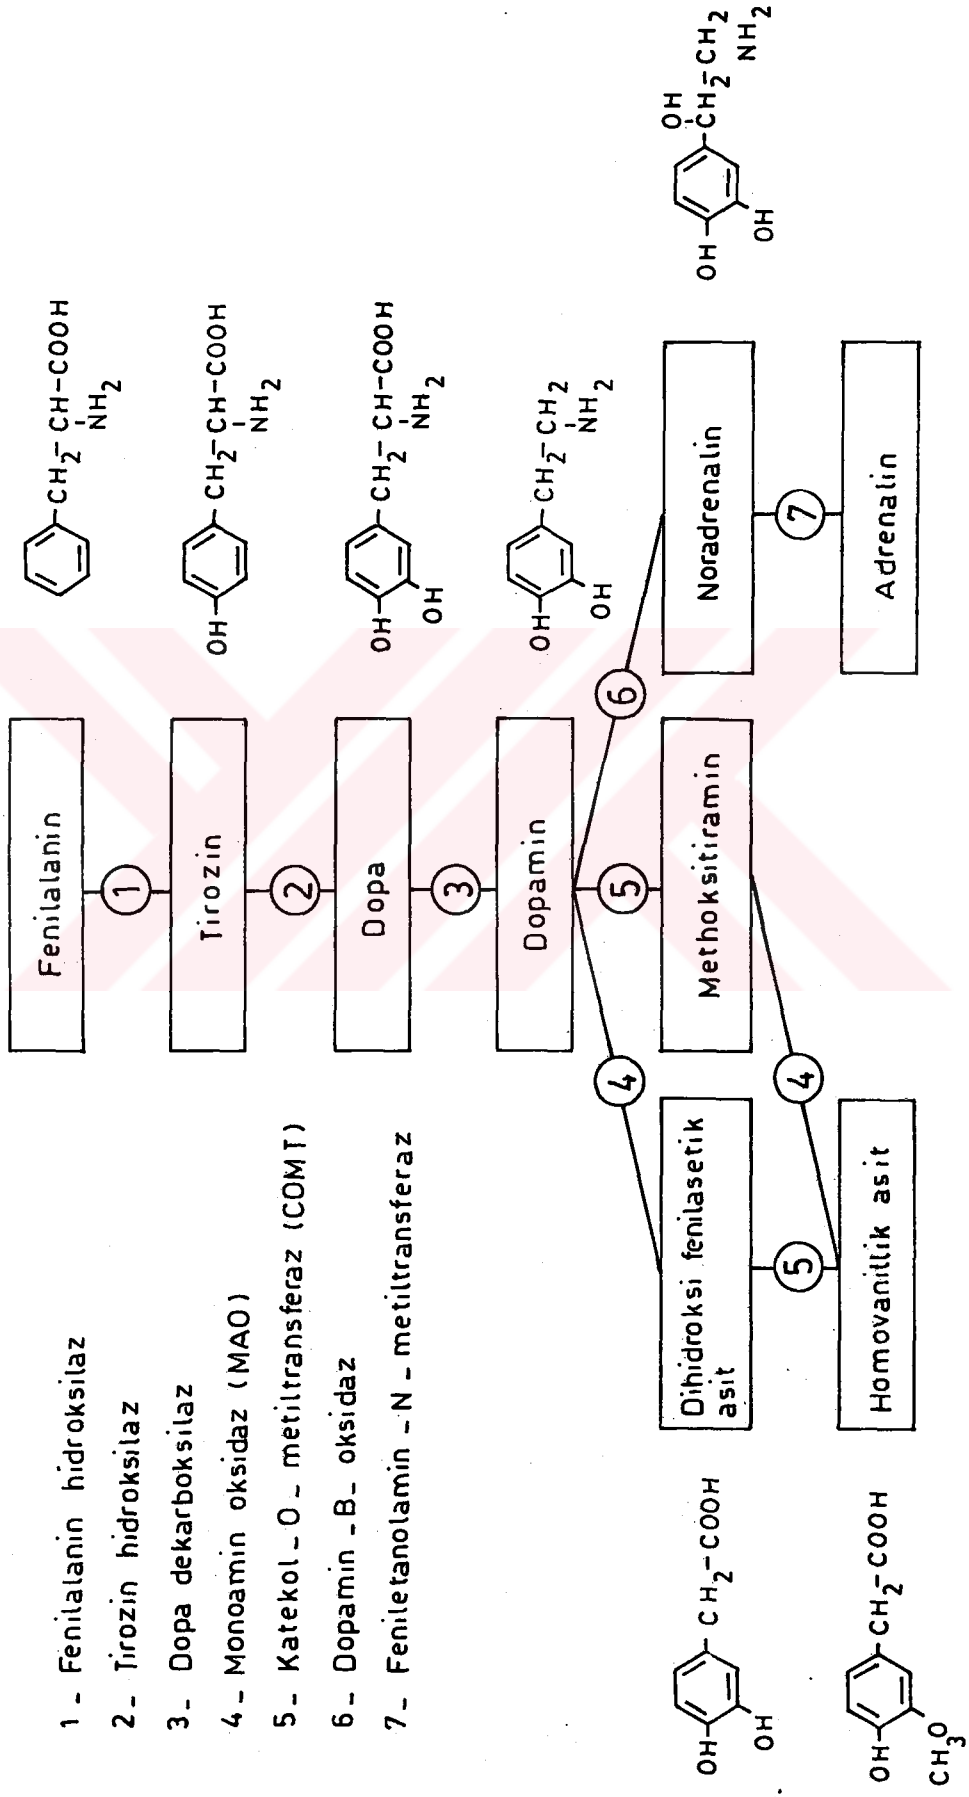 1 - Fenilalanin hidroksilaz
2 - Tirozin hidroksilaz
3 - Dopa dekarboksilaz
4 - Monoamin oksidaz (MAO)
5 - Katekol - O - metiltransferaz (COMT)
6 - Dopamin - B - oksidaz
7 - Feniletanolamin - N - metiltransferaz
Fenilalanin
CH2-CH-COOH
NH2
1
Tirozin
OH
CH2-CH-COOH
NH2
2
Dopa
OH
OH
CH2-CH-COOH
NH2
3
Dopamin
OH
OH
CH2-CH2
NH2
4
5
6
OH
OH
CH2-COOH
Dihidroksi fenilasetik
asit
Methoksitiramin
Noradrenalin
OH
OH
OH
CH2-CH2
NH2
5
4
7
OH
CH3O
CH2-COOH
Homovanillik asit
Adrenalin